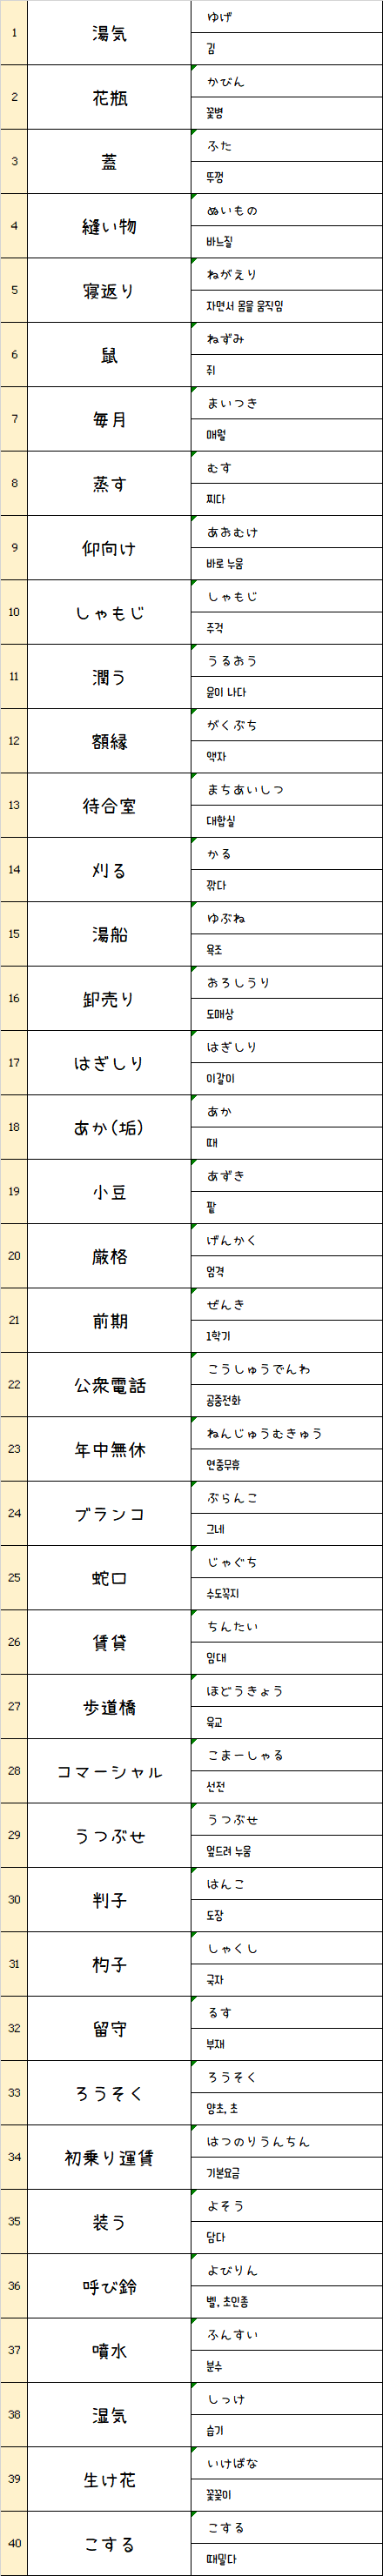 1
湯気
ゆげ
김
2
花瓶
かびん
꽃병
3
蓋
ふた
뚜껑
4
縫い物
ぬいもの
바느질
5
寝返り
ねがえり
자면서 몸을 움직임
6
鼠
ねずみ
쥐
7
毎月
まいつき
매월
8
蒸す
むす
찌다
9
仰向け
あおむけ
바로 누움
10
しゃもじ
しゃもじ
주걱
11
潤う
うるおう
윤이 나다
12
額縁
がくぶち
액자
13
待合室
まちあいしつ
대합실
14
刈る
かる
깎다
15
湯船
ゆぶね
욕조
16
卸売り
おろしうり
도매상
17
はぎしり
はぎしり
이갈이
18
あか(垢)
あか
때
19
小豆
あずき
팥
20
厳格
げんかく
엄격
21
前期
ぜんき
1학기
22
公衆電話
こうしゅうでんわ
공중전화
23
年中無休
ねんじゅうむきゅう
연중무휴
24
ブランコ
ぶらんこ
그네
25
蛇口
じゃぐち
수도꼭지
26
賃貸
ちんたい
임대
27
歩道橋
ほどうきょう
육교
28
コマーシャル
こまーしゃる
선전
29
うつぶせ
うつぶせ
엎드려 누움
30
判子
はんこ
도장
31
杓子
しゃくし
국자
32
留守
るす
부재
33
ろうそく
ろうそく
양초, 초
34
初乗り運賃
はつのりうんちん
기본요금
35
装う
よそう
담다
36
呼び鈴
よびりん
벨, 초인종
37
噴水
ふんすい
분수
38
湿気
しっけ
습기
39
生け花
いけばな
꽃꽂이
40
こする
こする
때밀다